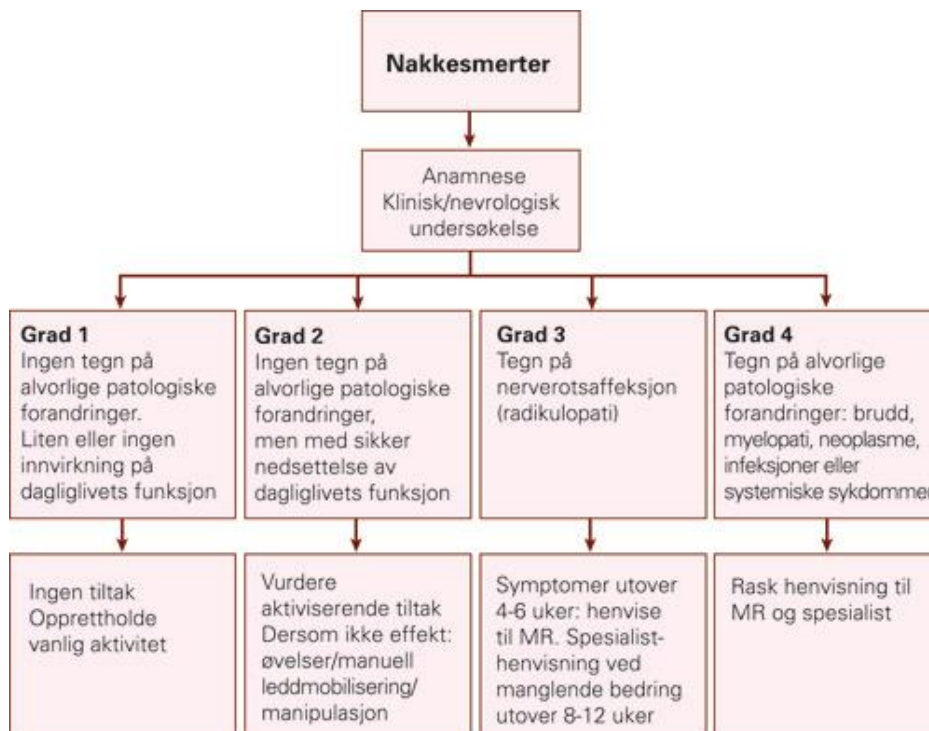 Nakkesmerter
Anamnese
Klinisk/nevrologisk
undersøkelse
Grad 1
Ingen tegn på
alvorlige patologiske
forandringer.
Liten eller ingen
innvirkning på
dagliglivets funksjon
Grad 2
Ingen tegn på
alvorlige patologiske
forandringer,
men med sikker
nedsettelse av
dagliglivets funksjon
Grad 3
Tegn på
nerverotsaffeksjon
(radikulopati)
Grad 4
Tegn på alvorlige
patologiske
forandringer: brudd,
myelopati, neoplasme,
infeksjoner eller
systemiske sykdommer
Ingen tiltak
Opprettholde
vanlig aktivitet
Vurdere
aktiviserende tiltak
Dersom ikke effekt:
øvelser/manuell
leddmobilisering/
manipulasjon
Symptomer utover
4-6 uker: henvise
til MR. Spesialist-
henvisning ved
manglende bedring
utover 8-12 uker
Rask henvisning til
MR og spesialist